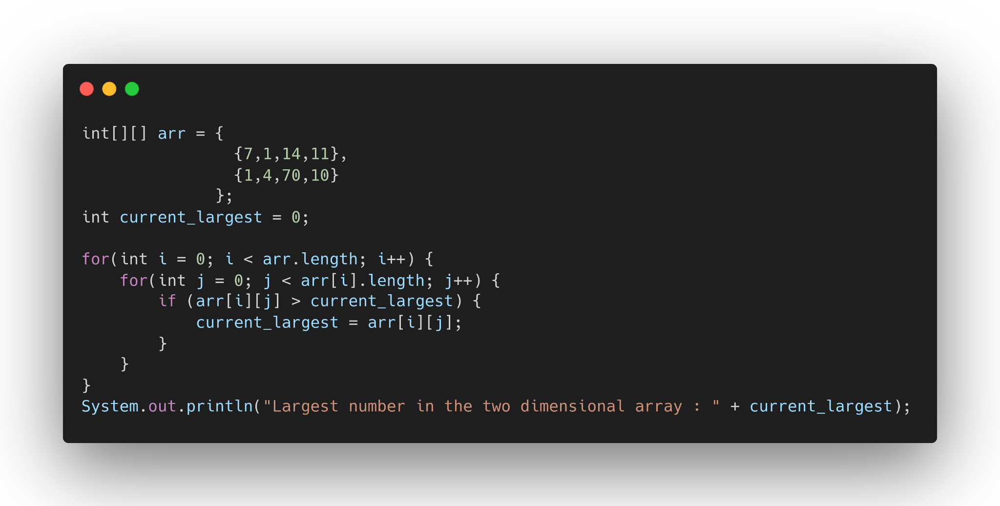 int[][] arr = {
                {7,1,14,11},
                {1,4,70,10}
              };
int current_largest = 0;

for(int i = 0; i < arr.length; i++) {
    for(int j = 0; j < arr[i].length; j++) {
        if (arr[i][j] > current_largest) {
            current_largest = arr[i][j];
        }
    }
}
System.out.println("Largest number in the two dimensional array : " + current_largest);